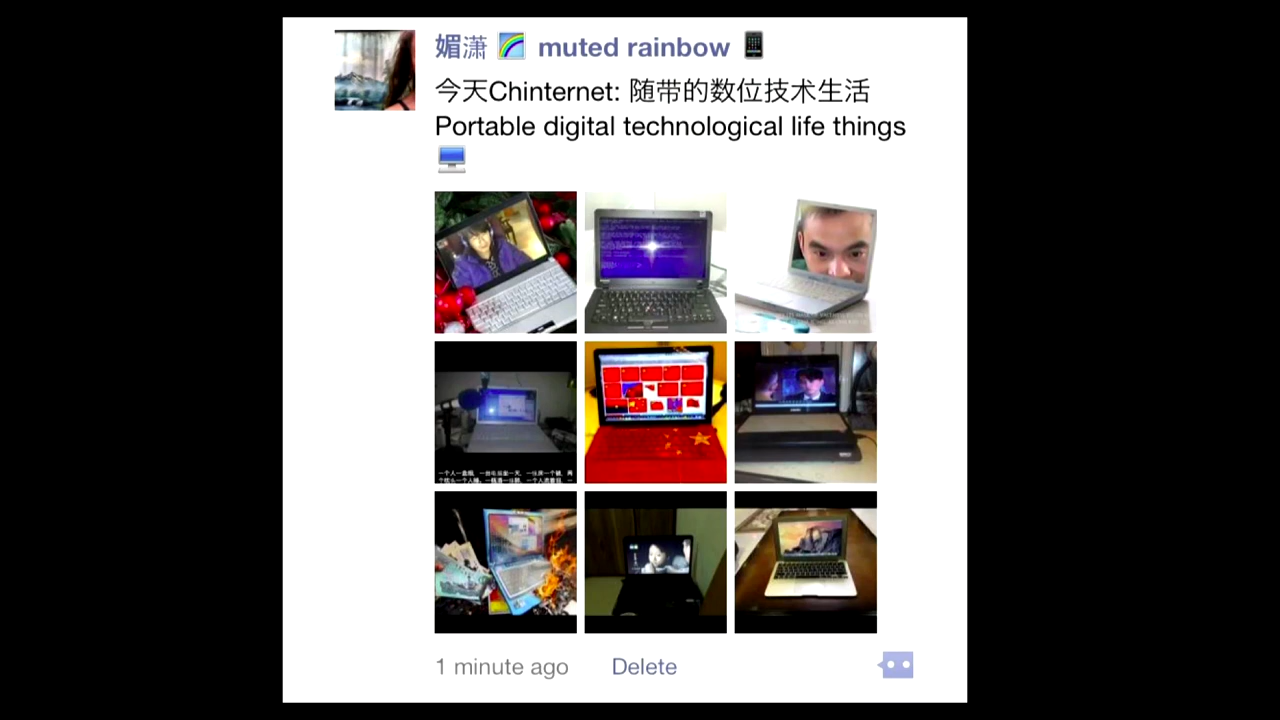 媚潇 🌈 muted rainbow 📱
今天Chinternet: 随带的数位技术生活
Portable digital technological life things
🖥
1 minute ago Delete